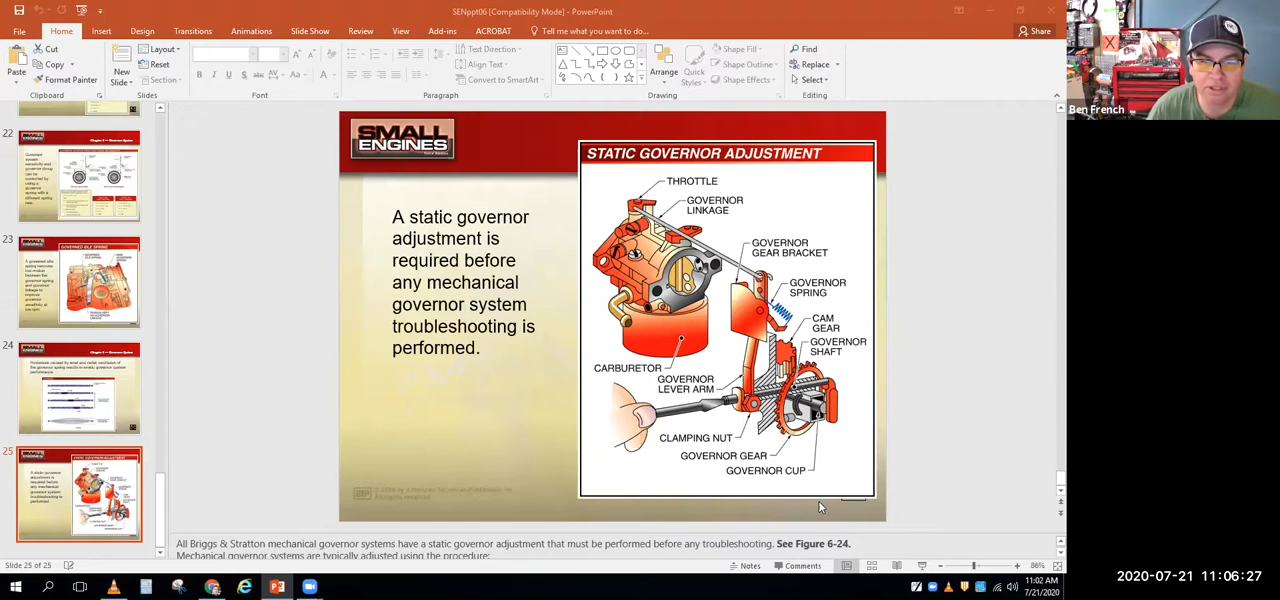 SENppt06 [Compatibility Mode] - PowerPoint
File Home Insert Design Transitions Animations Slide Show Review View Add-ins ACROBAT Tell me what you want to do... Share
Paste
Cut
Copy
Format Painter
Clipboard
New Slide
Layout
Reset
Section
Slides
B I U S abc AV Aa A
Font
Text Direction
Align Text
Convert to SmartArt
Paragraph
Arrange
Quick Styles
Shape Fill
Shape Outline
Shape Effects
Drawing
Find
Replace
Select
Editing
Ben French
22
23
24
25
SMALL
ENGINES
STATIC GOVERNOR ADJUSTMENT
A static governor
adjustment is
required before
any mechanical
governor system
troubleshooting is
performed.
THROTTLE
GOVERNOR
LINKAGE
GOVERNOR
GEAR BRACKET
GOVERNOR
SPRING
CAM
GEAR
GOVERNOR
SHAFT
CARBURETOR
GOVERNOR
LEVER ARM
CLAMPING NUT
GOVERNOR GEAR
GOVERNOR CUP
All Briggs & Stratton mechanical governor systems have a static governor adjustment that must be performed before any troubleshooting. See Figure 6-24.
Mechanical governor systems are typically adjusted using the procedure:
Slide 25 of 25
Notes Comments 86%
11:02 AM
7/21/2020
2020-07-21 11:06:27